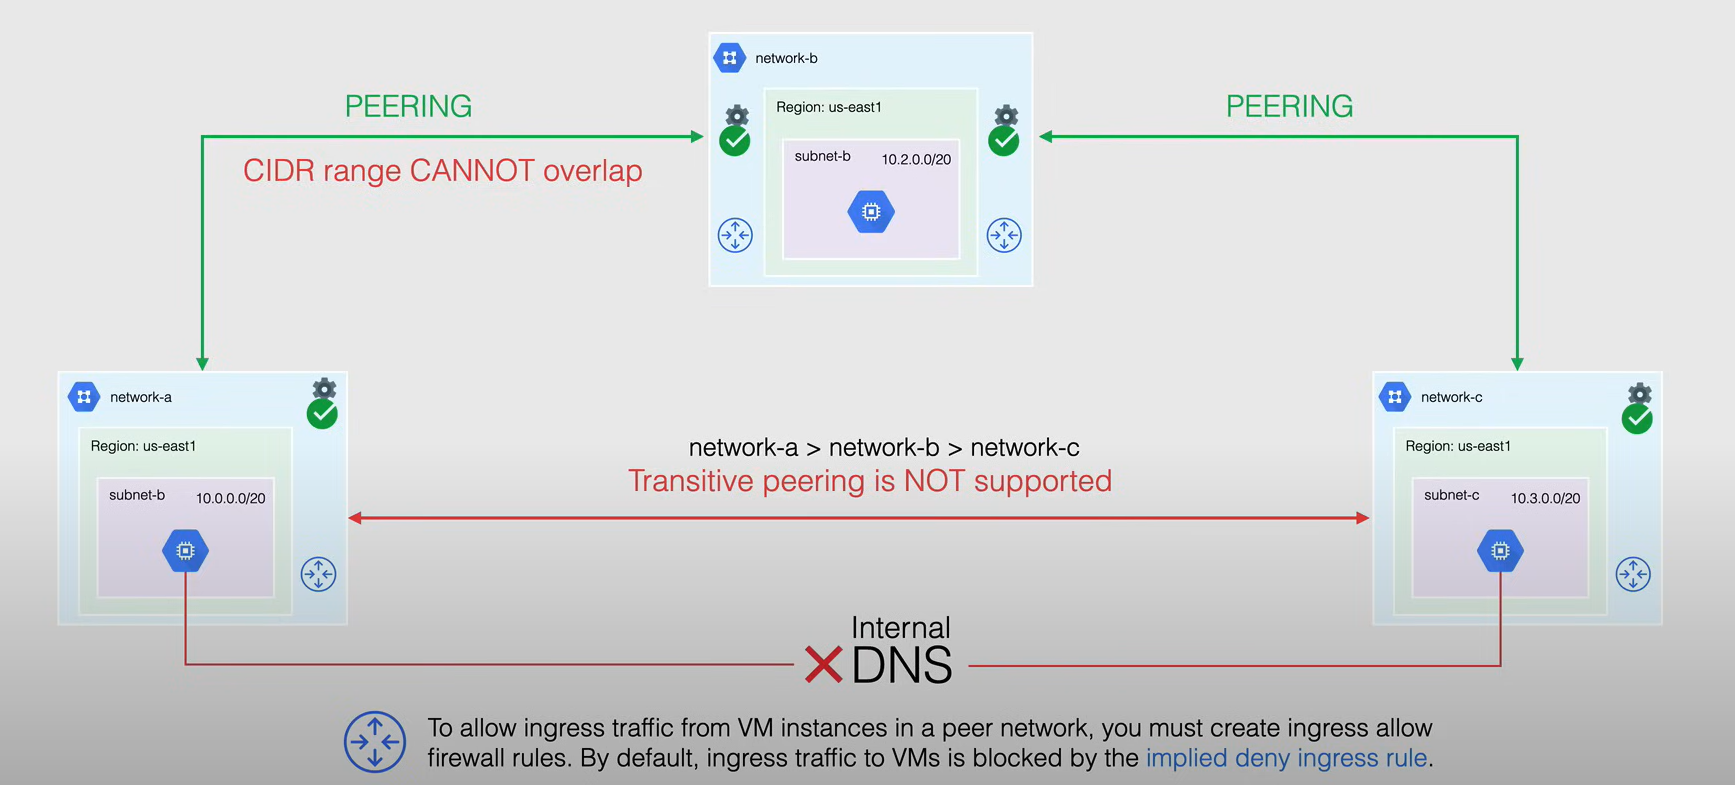 network-b
PEERING
Region: us-east1
PEERING
CIDR range CANNOT overlap
subnet-b 10.2.0.0/20
network-a
network-c
Region: us-east1
network-a > network-b > network-c
Region: us-east1
Transitive peering is NOT supported
subnet-b 10.0.0.0/20
subnet-c 10.3.0.0/20
Internal
DNS
To allow ingress traffic from VM instances in a peer network, you must create ingress allow
firewall rules. By default, ingress traffic to VMs is blocked by the implied deny ingress rule.